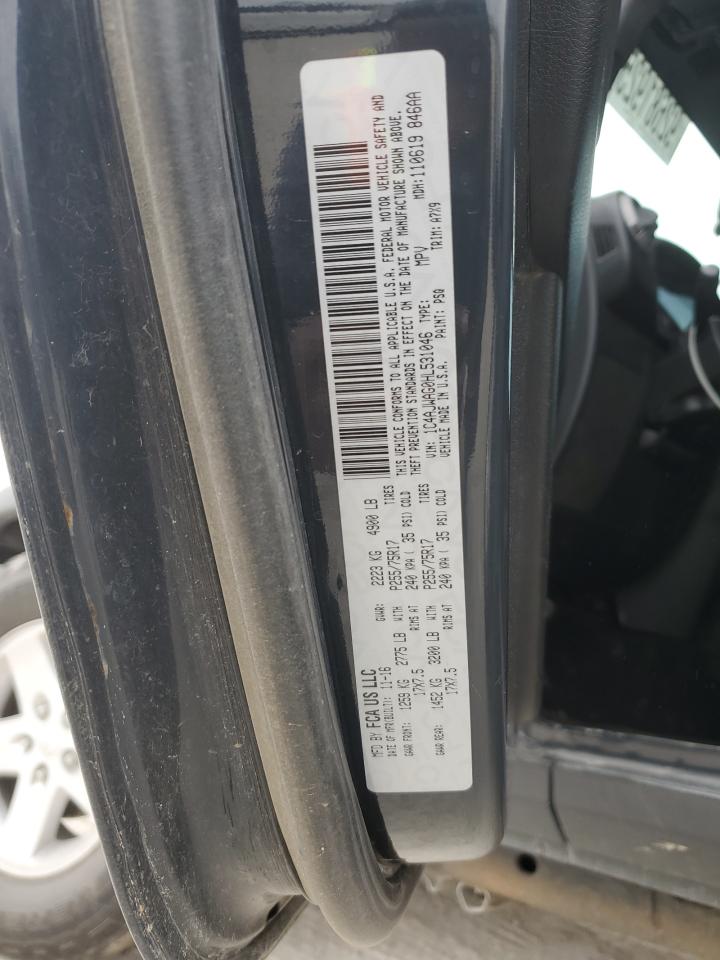 MFD BY FCA US LLC
DATE OF MFR(BUILT): 11-16 GVWR: 2223 KG 4900 LB
GAWR FRONT: 1259 KG 2775 LB WITH P255/75R17 TIRES
17X7.5 RIMS AT 240 KPA ( 35 PSI) COLD
GAWR REAR: 1452 KG 3200 LB WITH P255/75R17 TIRES
17X7.5 RIMS AT 240 KPA ( 35 PSI) COLD
THIS VEHICLE CONFORMS TO ALL APPLICABLE U.S.A. FEDERAL MOTOR VEHICLE SAFETY AND
THEFT PREVENTION STANDARDS IN EFFECT ON THE DATE OF MANUFACTURE SHOWN ABOVE.
VIN: 1C4AJWAG0HL531046 TYPE: MPV MDH: 110619 046AA
VEHICLE MADE IN U.S.A. PAINT: PSQ TRIM: A7X9